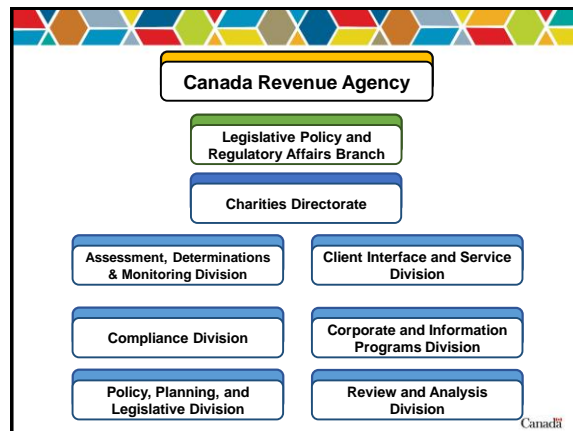 Canada Revenue Agency
Legislative Policy and
Regulatory Affairs Branch
Charities Directorate
Assessment, Determinations
& Monitoring Division
Client Interface and Service
Division
Compliance Division
Corporate and Information
Programs Division
Policy, Planning, and
Legislative Division
Review and Analysis
Division
Canada